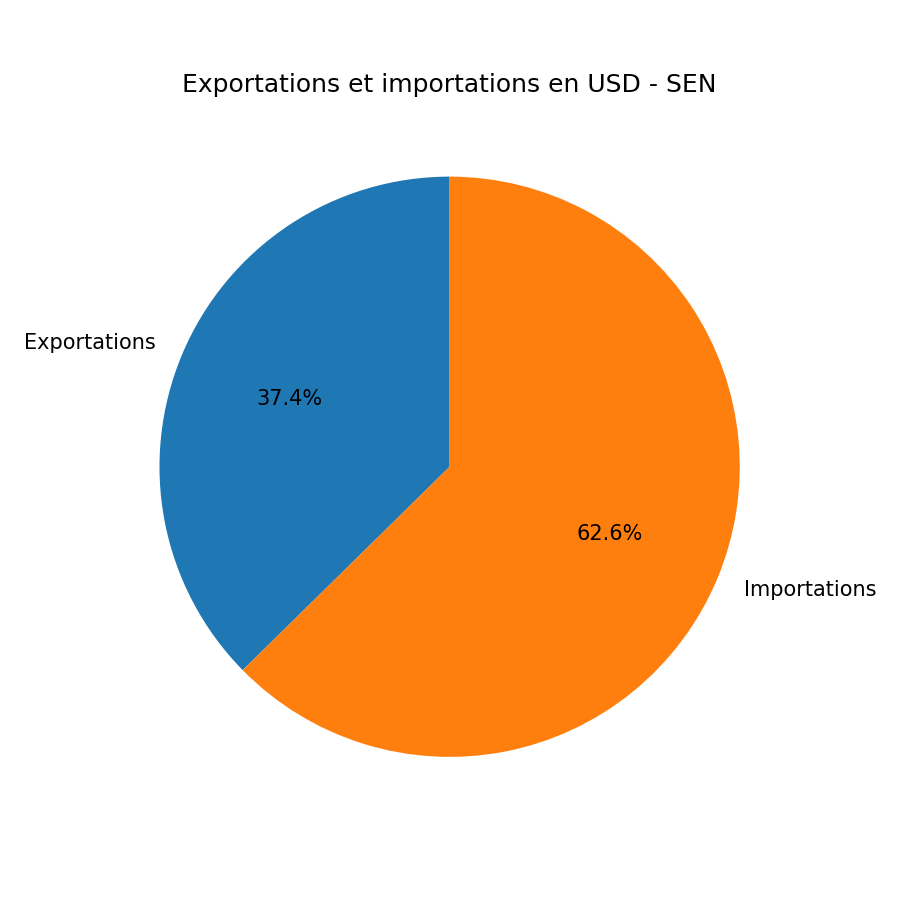 Exportations et importations en USD - SEN
Exportations
37.4%
62.6%
Importations